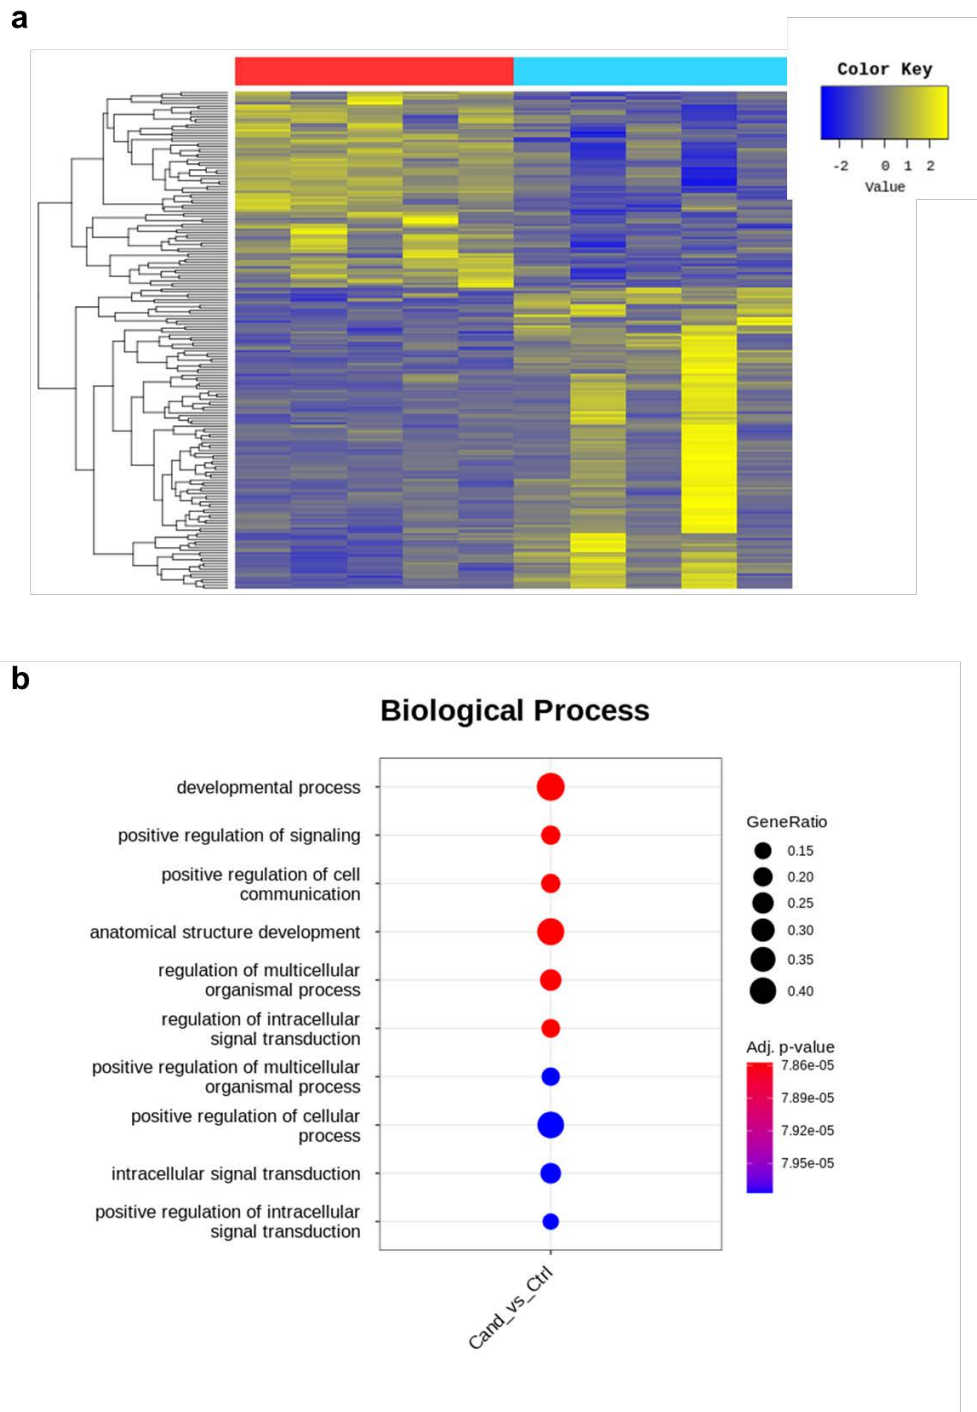 a
Color Key
-2 0 1 2
Value
b
Biological Process
developmental process
positive regulation of signaling
positive regulation of cell
communication
anatomical structure development
regulation of multicellular
organismal process
regulation of intracellular
signal transduction
positive regulation of multicellular
organismal process
positive regulation of cellular
process
intracellular signal transduction
positive regulation of intracellular
signal transduction
Cand_vs_Ctrl
GeneRatio
0.15
0.20
0.25
0.30
0.35
0.40
Adj. p-value
7.86e-05
7.89e-05
7.92e-05
7.95e-05